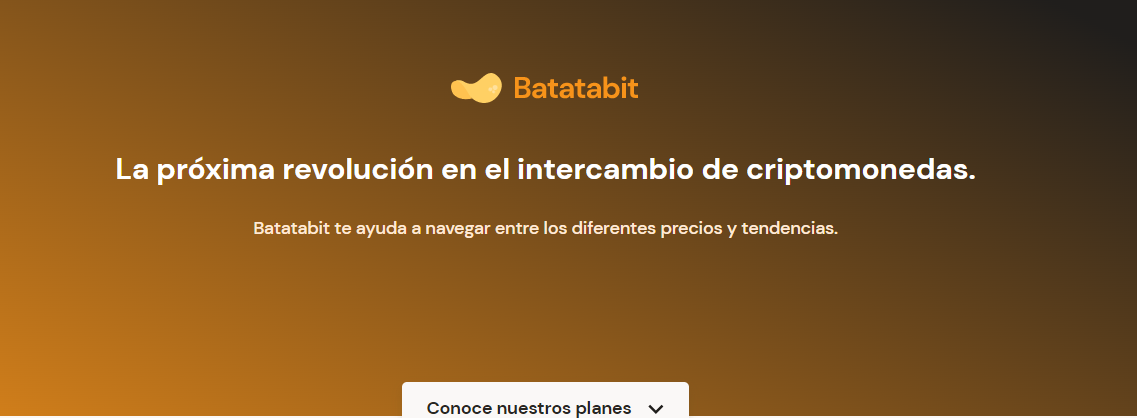 Batatabit
La próxima revolución en el intercambio de criptomonedas.
Batatabit te ayuda a navegar entre los diferentes precios y tendencias.
Conoce nuestros planes